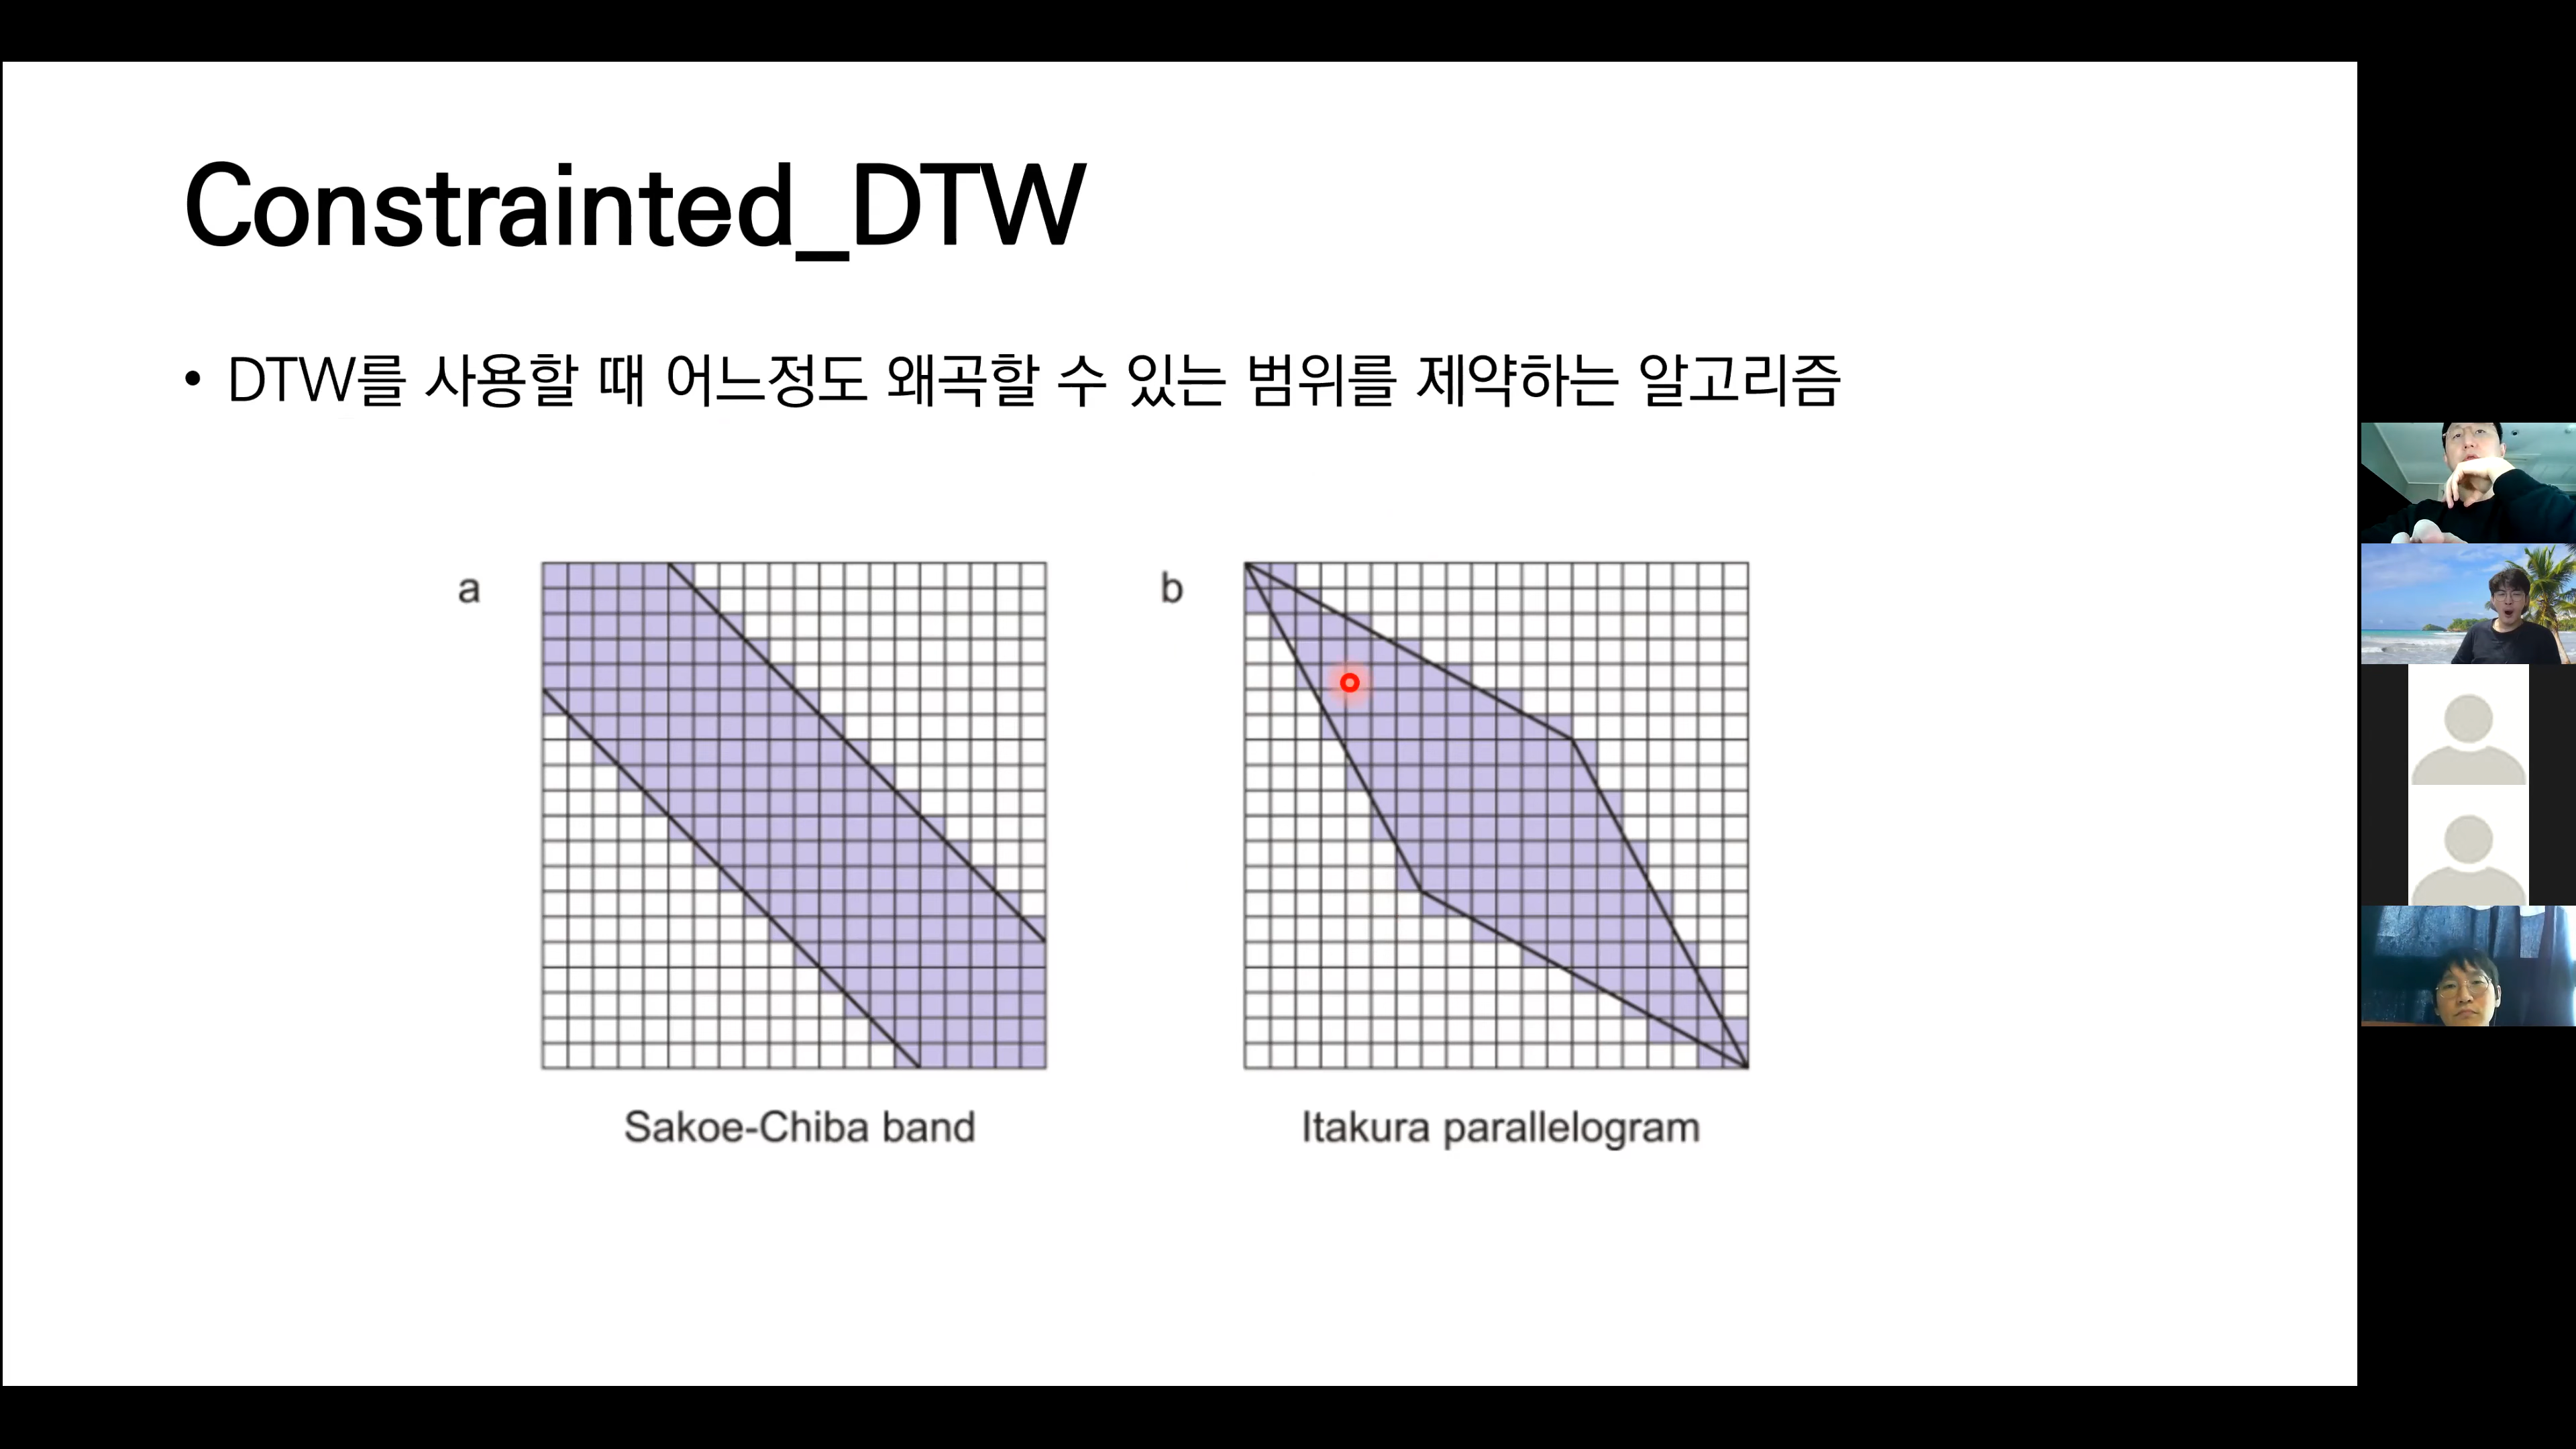 Constrainted_DTW
• DTW를 사용할 때 어느정도 왜곡할 수 있는 범위를 제약하는 알고리즘
a
b
Sakoe-Chiba band
Itakura parallelogram